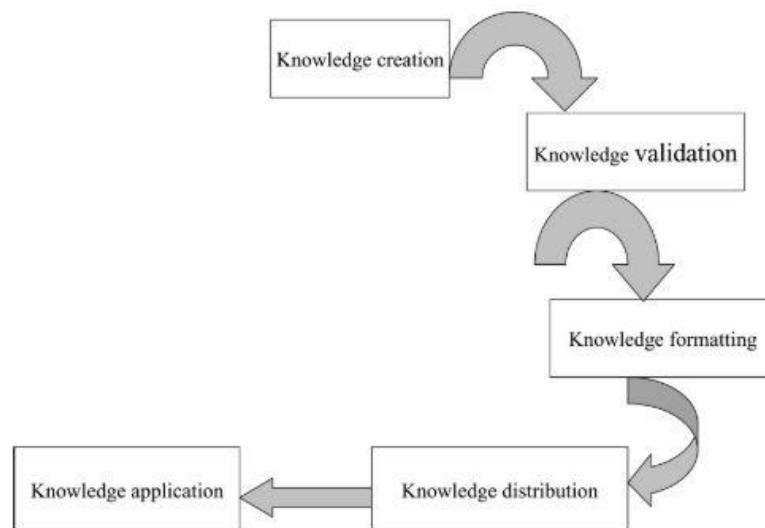 Knowledge creation
Knowledge validation
Knowledge formatting
Knowledge application
Knowledge distribution